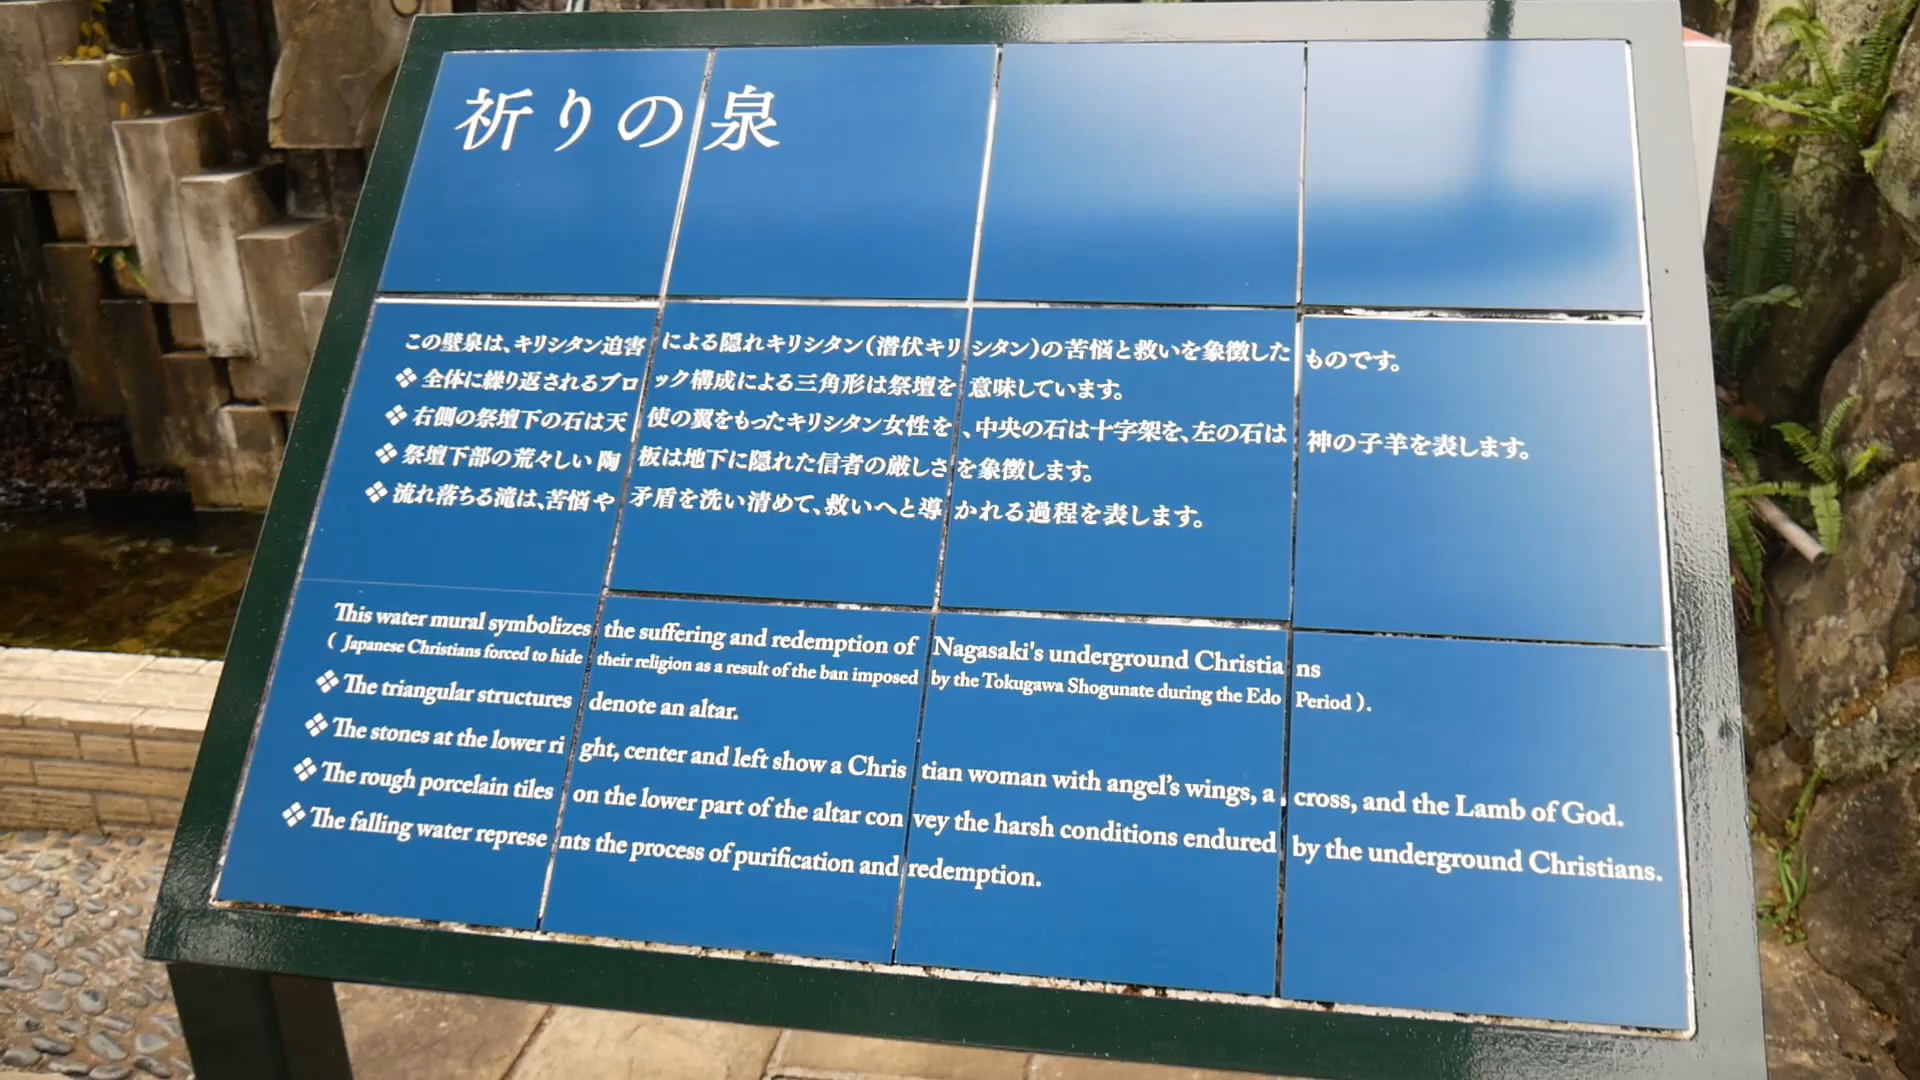 祈りの泉
この壁泉は、キリシタン迫害による隠れキリシタン(潜伏キリシタン)の苦悩と救いを象徴したものです。
❖ 全体に繰り返されるブロック構成による三角形は祭壇を意味しています。
❖ 右側の祭壇下の石は天使の翼をもったキリシタン女性を、中央の石は十字架を、左の石は神の子羊を表します。
❖ 祭壇下部の荒々しい陶板は地下に隠れた信者の厳しさを象徴します。
❖ 流れ落ちる滝は、苦悩や矛盾を洗い清めて、救いへと導かれる過程を表します。
This water mural symbolizes the suffering and redemption of Nagasaki's underground Christians
( Japanese Christians forced to hide their religion as a result of the ban imposed by the Tokugawa Shogunate during the Edo Period ).
❖ The triangular structures denote an altar.
❖ The stones at the lower right, center and left show a Christian woman with angel's wings, a cross, and the Lamb of God.
❖ The rough porcelain tiles on the lower part of the altar convey the harsh conditions endured by the underground Christians.
❖ The falling water represents the process of purification and redemption.